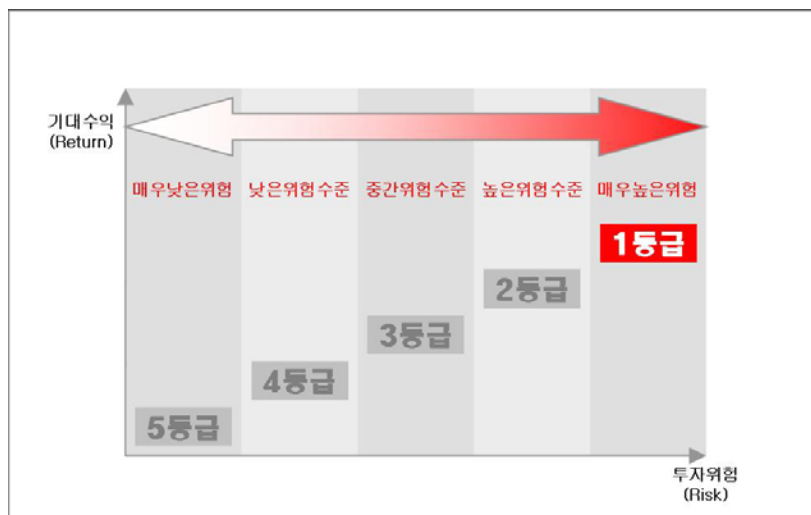 기대수익
(Return)
매우낮은위험 낮은위험수준 중간위험수준 높은위험수준 매우높은위험
1등급
2등급
3등급
4등급
5등급
투자위험
(Risk)